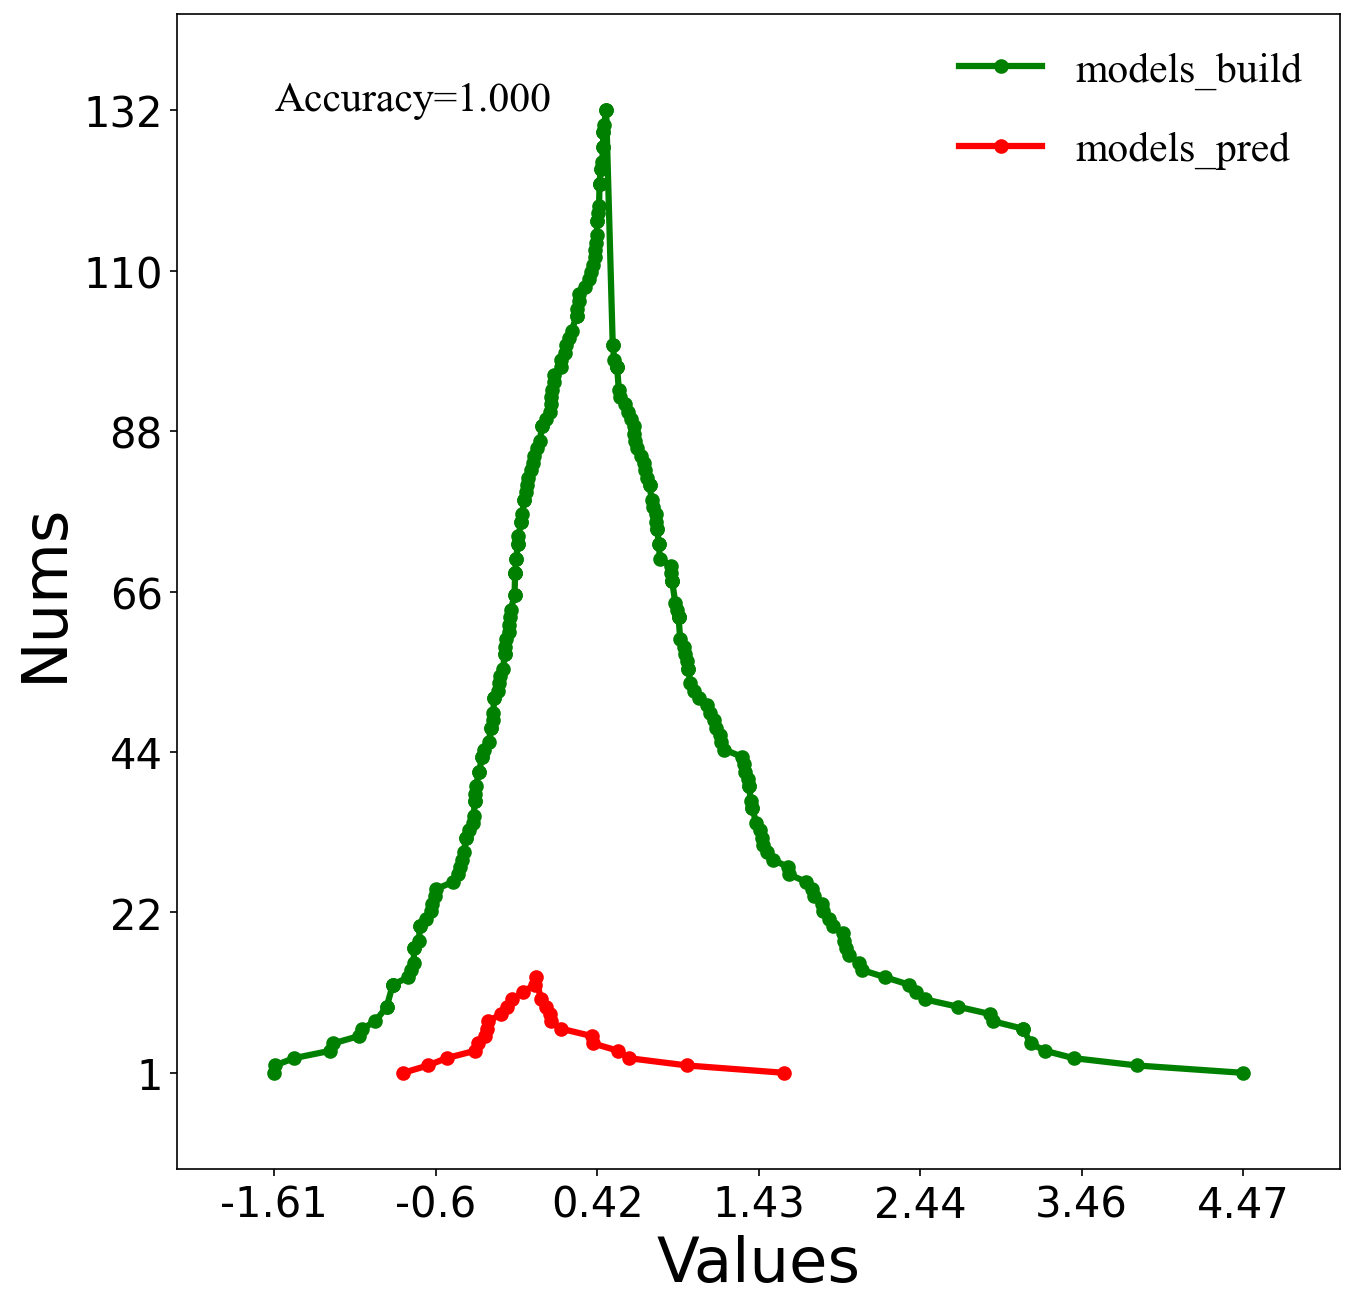 Accuracy=1.000
models_build
models_pred
132
110
88
66
44
22
1
Nums
-1.61 -0.6 0.42 1.43 2.44 3.46 4.47
Values